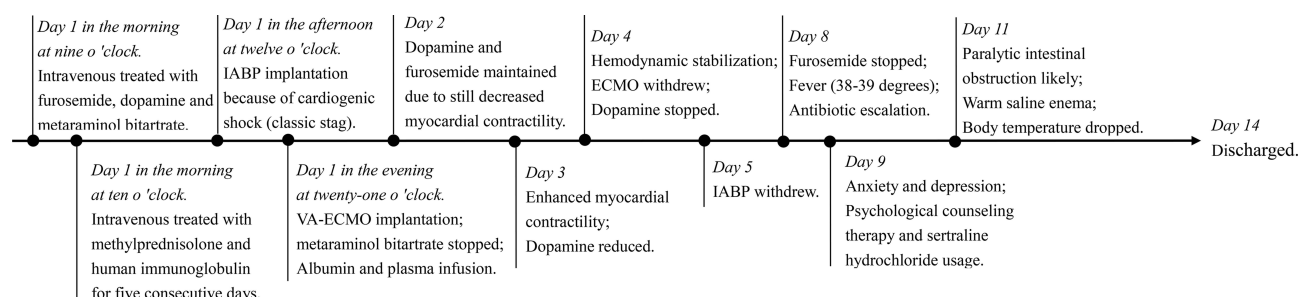 Day 1 in the morning
at nine o 'clock.
Intravenous treated with
furosemide, dopamine and
metaraminol bitartrate.
Day 1 in the morning
at ten o 'clock.
Intravenous treated with
methylprednisolone and
human immunoglobulin
for five consecutive days.
Day 1 in the afternoon
at twelve o 'clock.
IABP implantation
because of cardiogenic
shock (classic stag).
Day 1 in the evening
at twenty-one o 'clock.
VA-ECMO implantation;
metaraminol bitartrate stopped;
Albumin and plasma infusion.
Day 2
Dopamine and
furosemide maintained
due to still decreased
myocardial contractility.
Day 3
Enhanced myocardial
contractility;
Dopamine reduced.
Day 4
Hemodynamic stabilization;
ECMO withdrew;
Dopamine stopped.
Day 5
IABP withdrew.
Day 8
Furosemide stopped;
Fever (38-39 degrees);
Antibiotic escalation.
Day 9
Anxiety and depression;
Psychological counseling
therapy and sertraline
hydrochloride usage.
Day 11
Paralytic intestinal
obstruction likely;
Warm saline enema;
Body temperature dropped.
Day 14
Discharged.